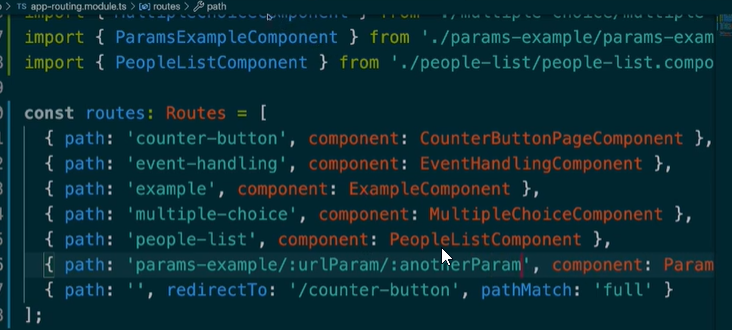 app-routing.module.ts > routes > path
import { MultipleChoiceComponent } from './multiple-choice/multiple-
import { ParamsExampleComponent } from './params-example/params-exam
import { PeopleListComponent } from './people-list/people-list.compo
const routes: Routes = [
{ path: 'counter-button', component: CounterButtonPageComponent },
{ path: 'event-handling', component: EventHandlingComponent },
{ path: 'example', component: ExampleComponent },
{ path: 'multiple-choice', component: MultipleChoiceComponent },
{ path: 'people-list', component: PeopleListComponent },
{ path: 'params-example/:urlParam/:anotherParam', component: Param
{ path: '', redirectTo: '/counter-button', pathMatch: 'full' }
];